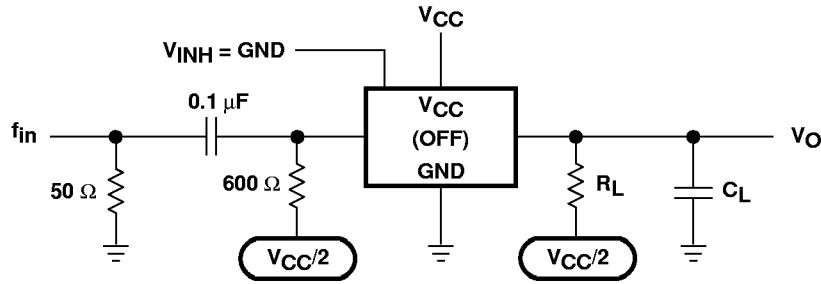 VCC
VINH = GND
0.1 µF
VCC
(OFF)
GND
fin
VO
50 Ω
600 Ω
RL
CL
VCC/2
VCC/2